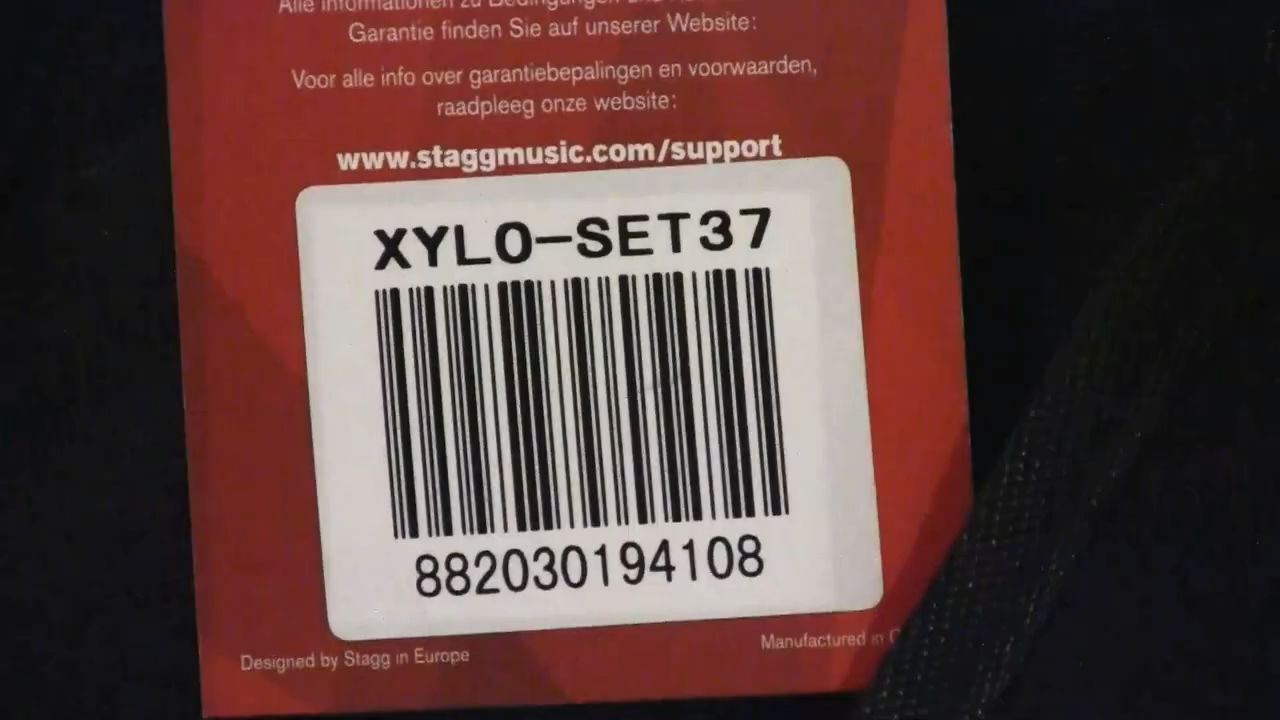 Alle Informationen zu Bedingungen und
Garantie finden Sie auf unserer Website:
Voor alle info over garantiebepalingen en voorwaarden,
raadpleeg onze website:
www.staggmusic.com/support
XYLO-SET37
882030194108
Designed by Stagg in Europe
Manufactured in